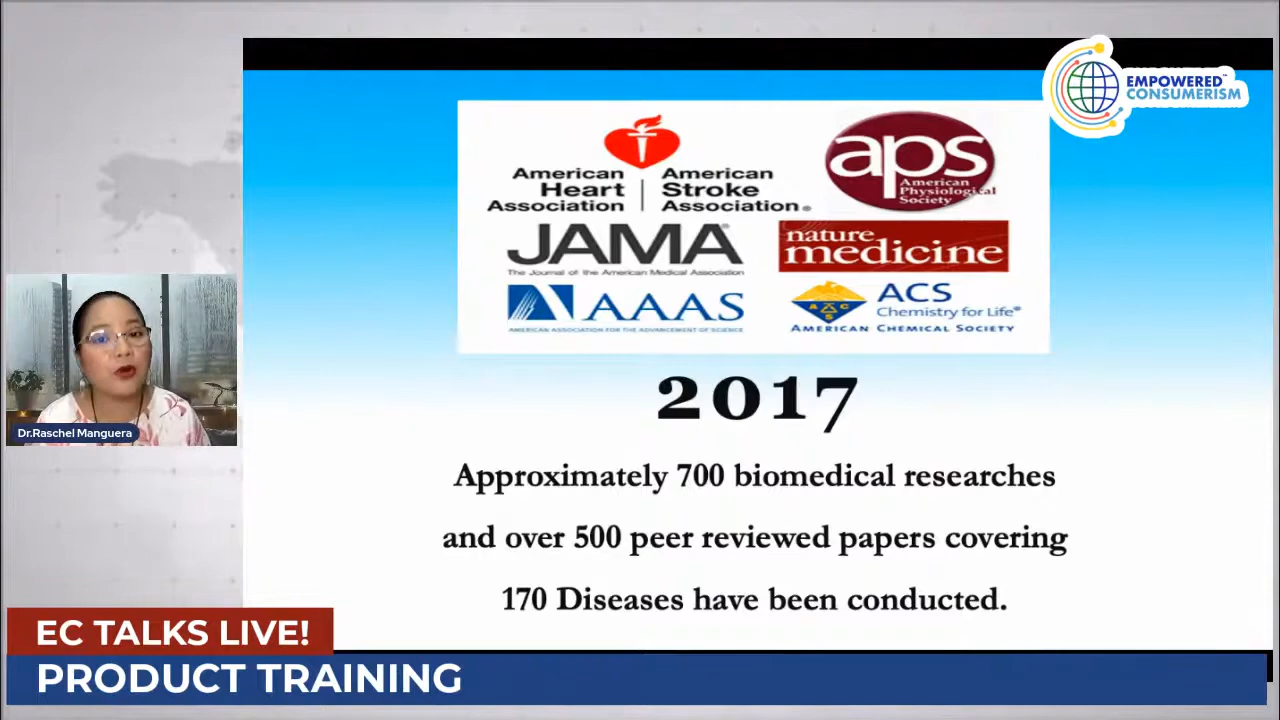 EMPOWERED™
CONSUMERISM
American Heart Association | American Stroke Association®
aps
American
Physiological
Society
JAMA®
The Journal of the American Medical Association
nature
medicine
AAAS
AMERICAN ASSOCIATION FOR THE ADVANCEMENT OF SCIENCE
ACS
Chemistry for Life®
AMERICAN CHEMICAL SOCIETY
2017
Approximately 700 biomedical researches
and over 500 peer reviewed papers covering
170 Diseases have been conducted.
Dr.Raschel Manguera
EC TALKS LIVE!
PRODUCT TRAINING